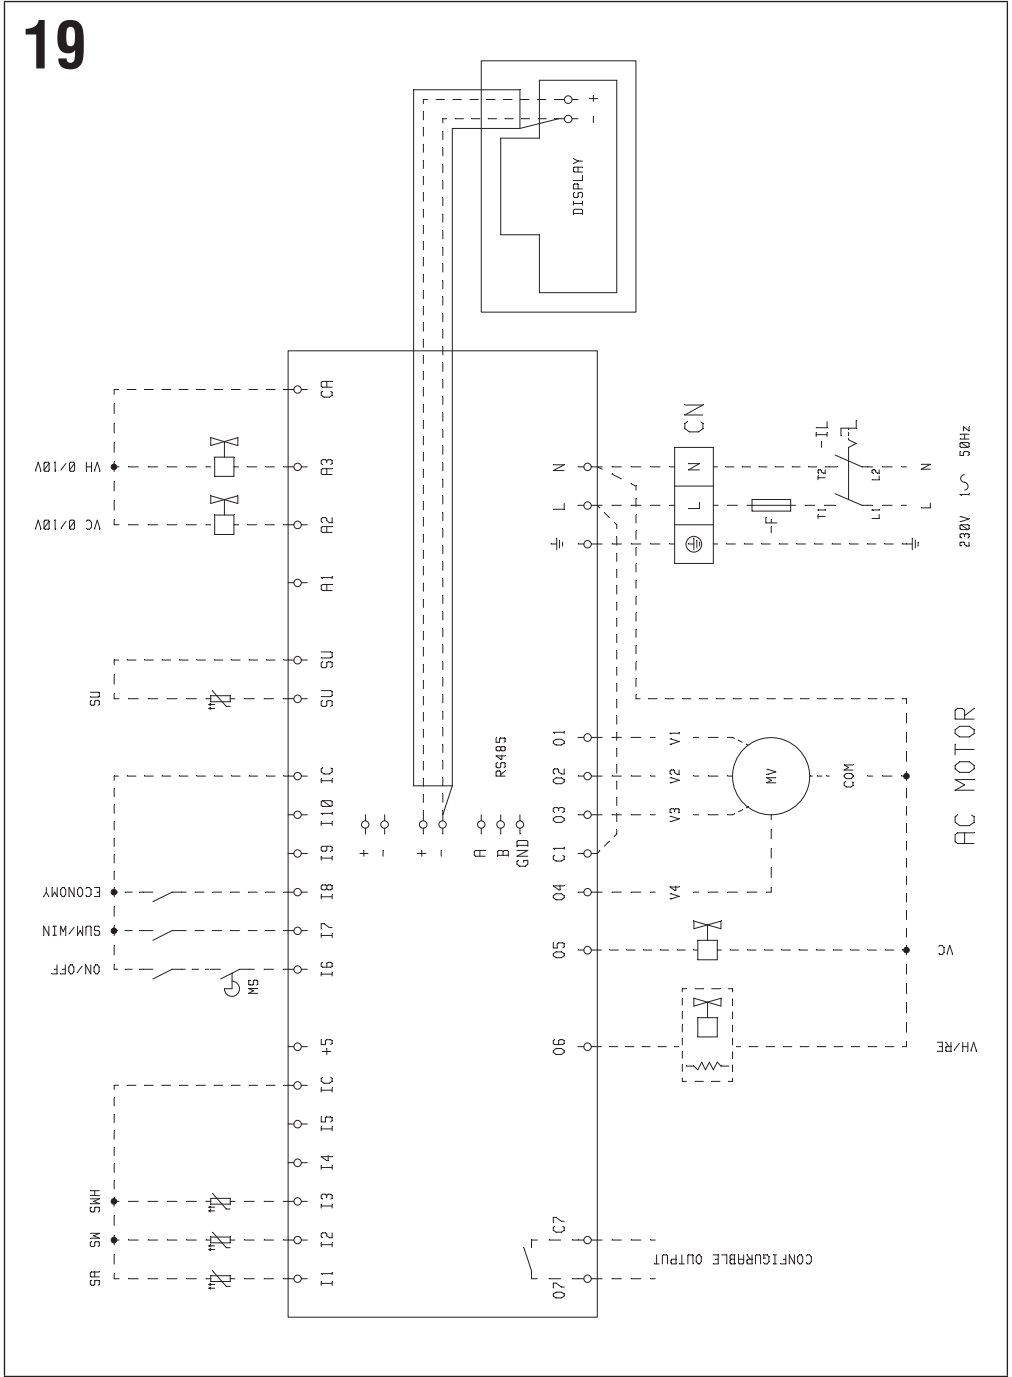 19
+
-
DISPLAY
CA
VH 0/10V
A3
VC 0/10V
A2
A1
SU
SU
SU
IC
I10
I9
ECONOMY
I8
SUM/WIN
I7
ON/OFF
MS
I6
+5
IC
I5
I4
SWH
I3
SW
I2
SA
I1
+
-
+
-
A
B
GND
RS485
N
L
CN
N
L
-F
-IL
T2
L2
T1
L1
N
L
230V 1~ 50Hz
O1
V1
O2
V2
O3
V3
C1
O4
V4
MV
COM
AC MOTOR
O5
VC
O6
VH/RE
C7
O7
CONFIGURABLE OUTPUT